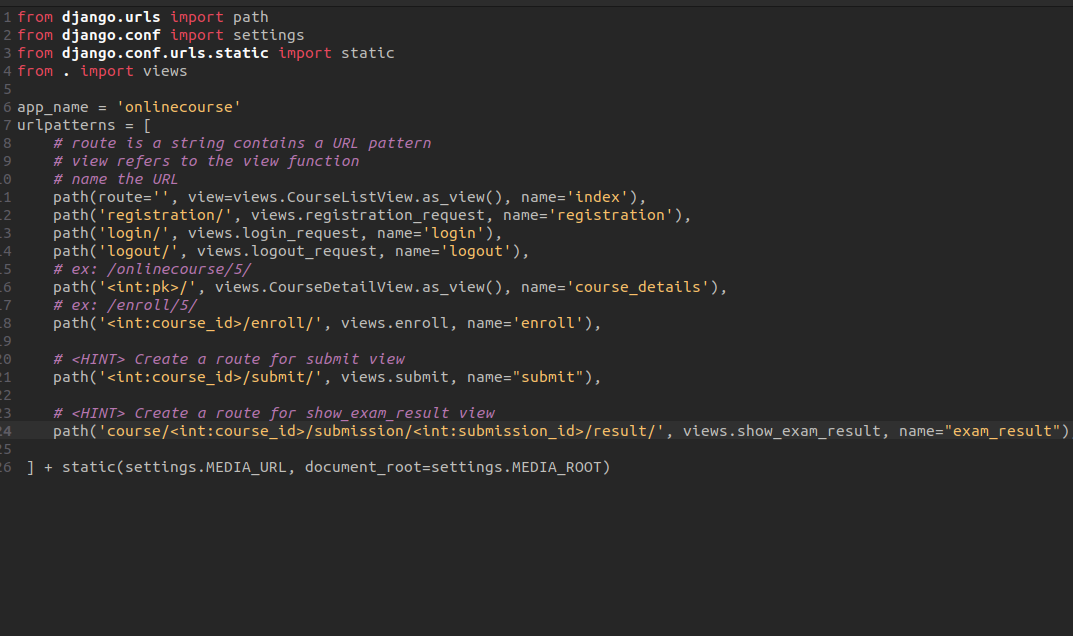 1 from django.urls import path
2 from django.conf import settings
3 from django.conf.urls.static import static
4 from . import views
5
6 app_name = 'onlinecourse'
7 urlpatterns = [
8     # route is a string contains a URL pattern
9     # view refers to the view function
10     # name the URL
11     path(route='', view=views.CourseListView.as_view(), name='index'),
12     path('registration/', views.registration_request, name='registration'),
13     path('login/', views.login_request, name='login'),
14     path('logout/', views.logout_request, name='logout'),
15     # ex: /onlinecourse/5/
16     path('<int:pk>/', views.CourseDetailView.as_view(), name='course_details'),
17     # ex: /enroll/5/
18     path('<int:course_id>/enroll/', views.enroll, name='enroll'),
19
20     # <HINT> Create a route for submit view
21     path('<int:course_id>/submit/', views.submit, name="submit"),
22
23     # <HINT> Create a route for show_exam_result view
24     path('course/<int:course_id>/submission/<int:submission_id>/result/', views.show_exam_result, name="exam_result")
25
26  ] + static(settings.MEDIA_URL, document_root=settings.MEDIA_ROOT)